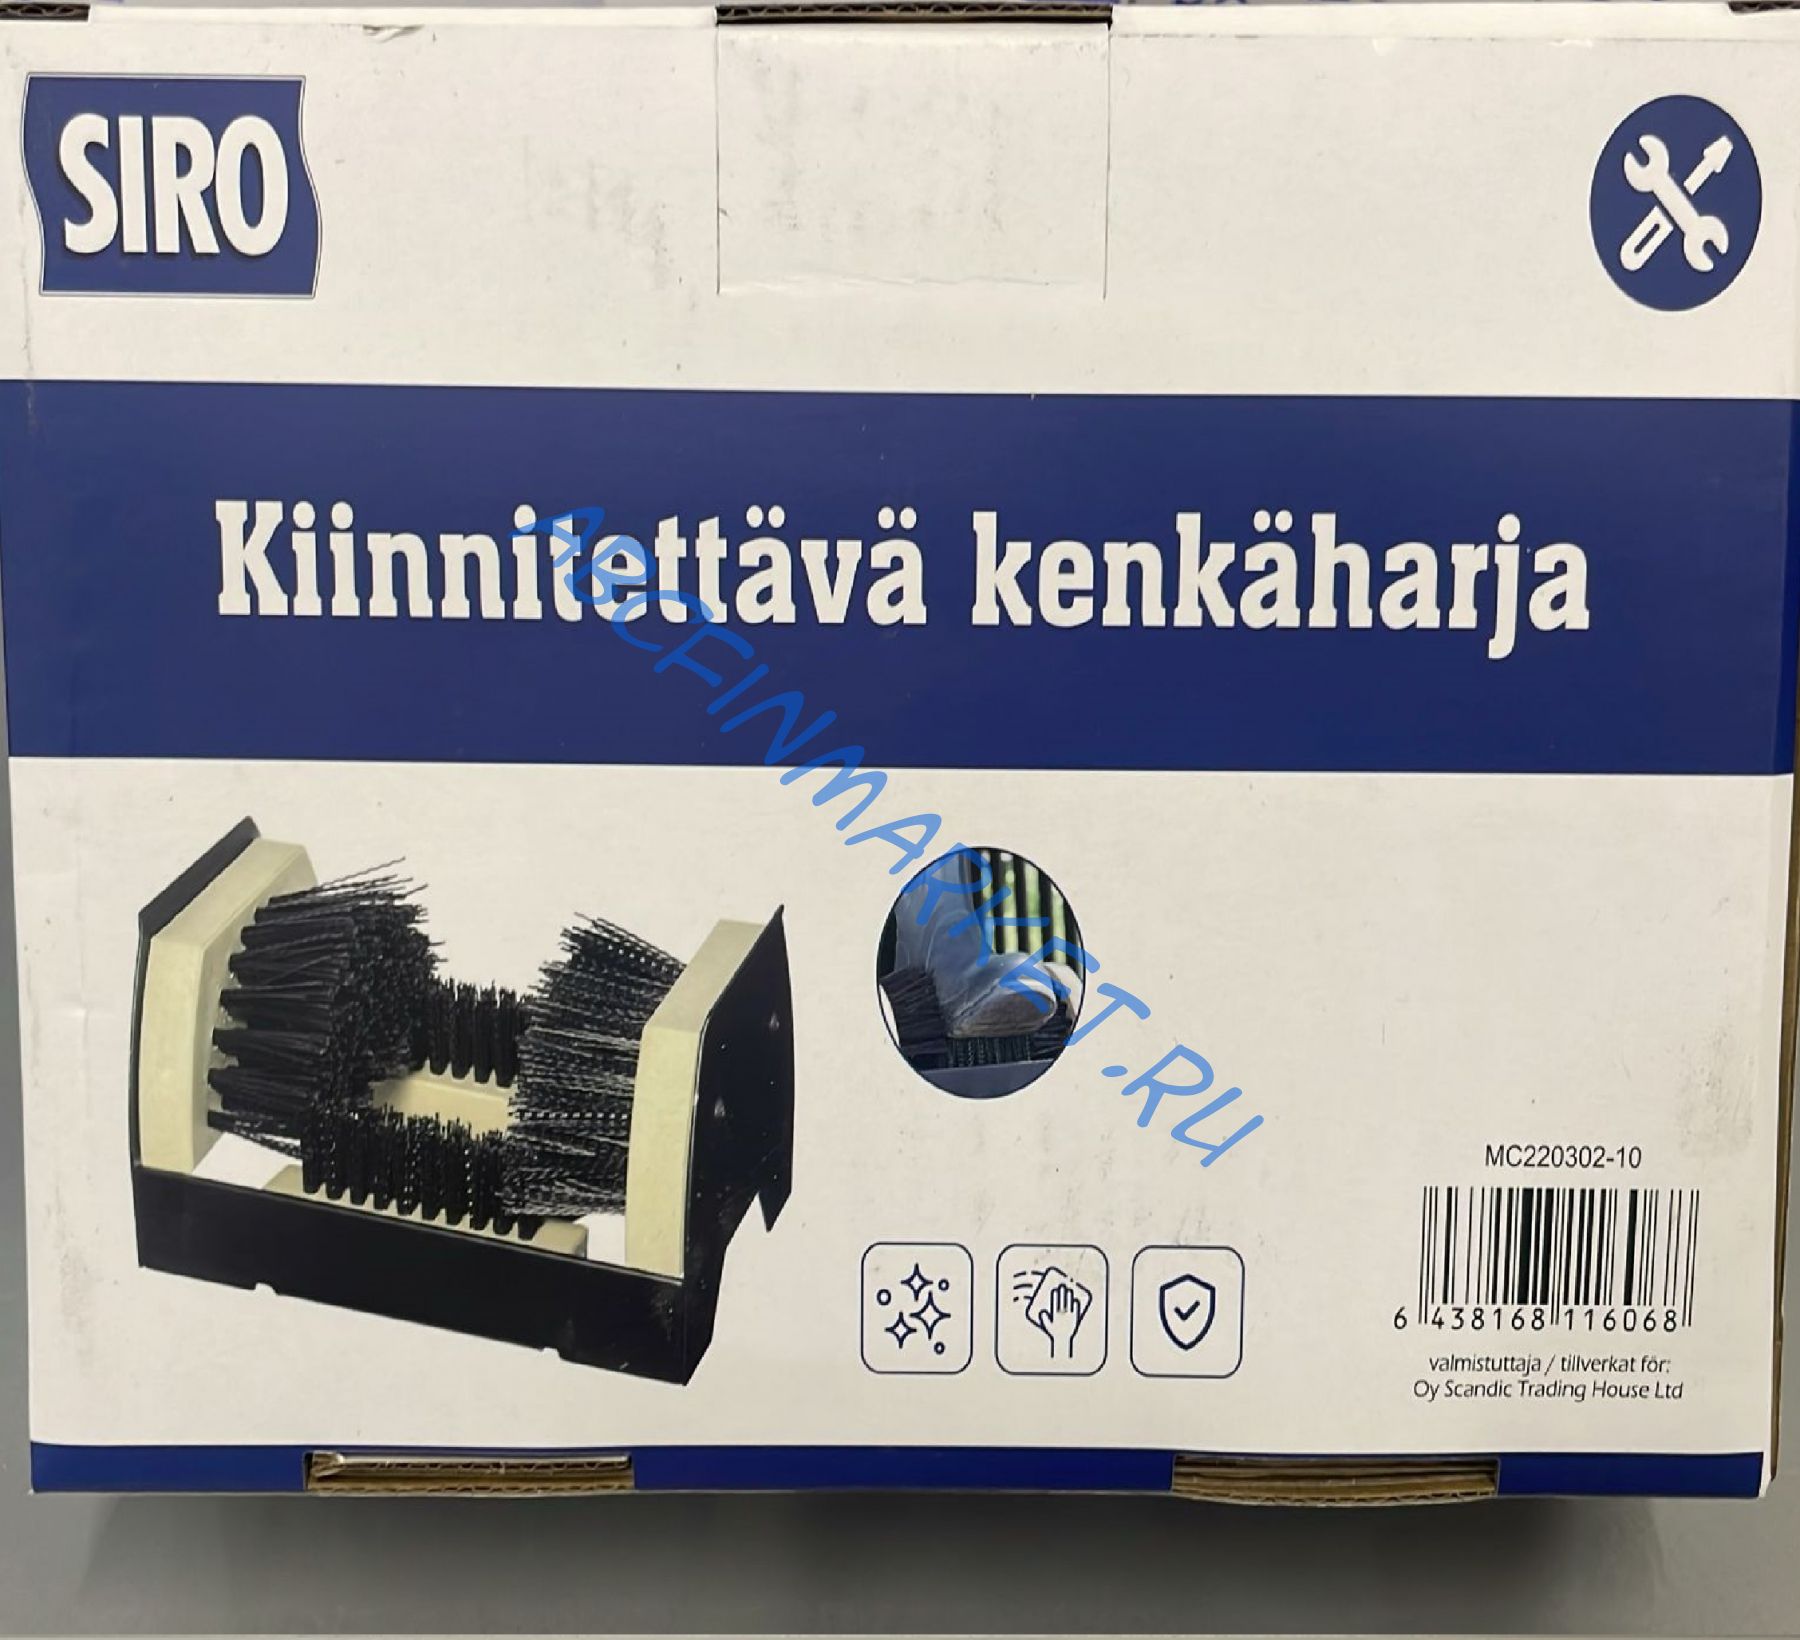 SIRO
Kiinnitettävä kenkäharja
ABCFINMARKET.RU
MC220302-10
6 438168 116068
valmistuttaja / tillverkat för:
Oy Scandic Trading House Ltd